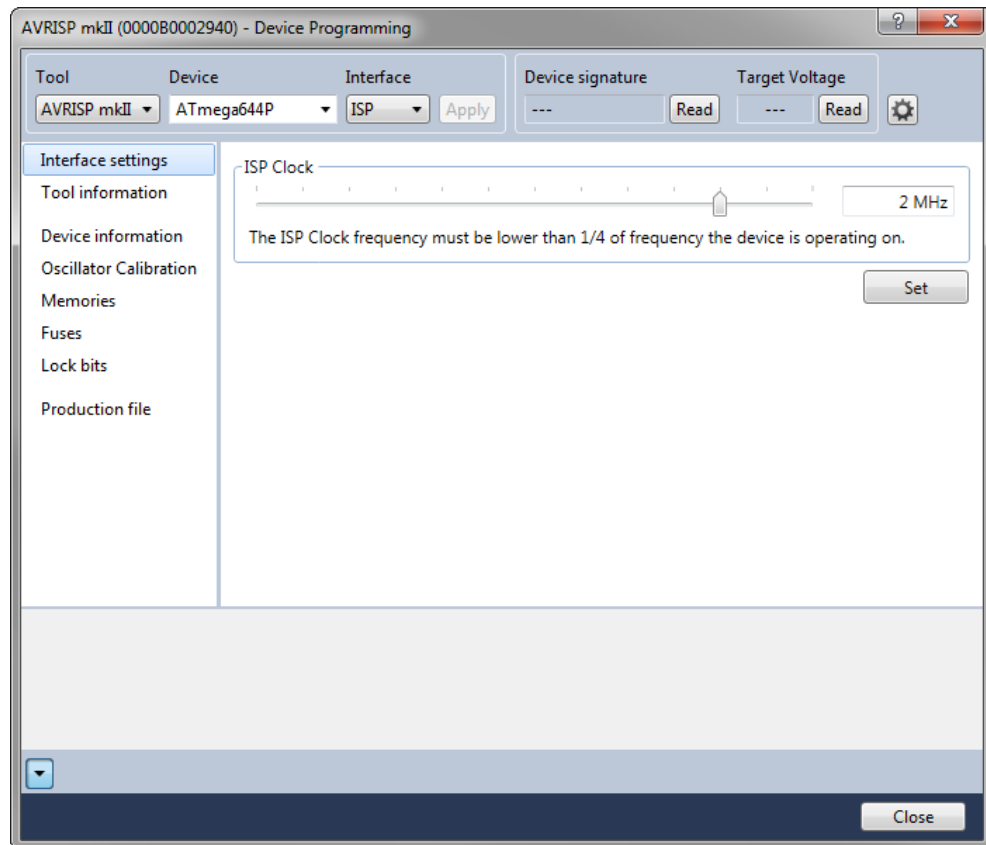 AVRISP mkII (0000B0002940) - Device Programming
Tool Device Interface Device signature Target Voltage
AVRISP mkII ATmega644P ISP Apply --- Read --- Read
Interface settings
Tool information
Device information
Oscillator Calibration
Memories
Fuses
Lock bits
Production file
ISP Clock
2 MHz
The ISP Clock frequency must be lower than 1/4 of frequency the device is operating on.
Set
Close